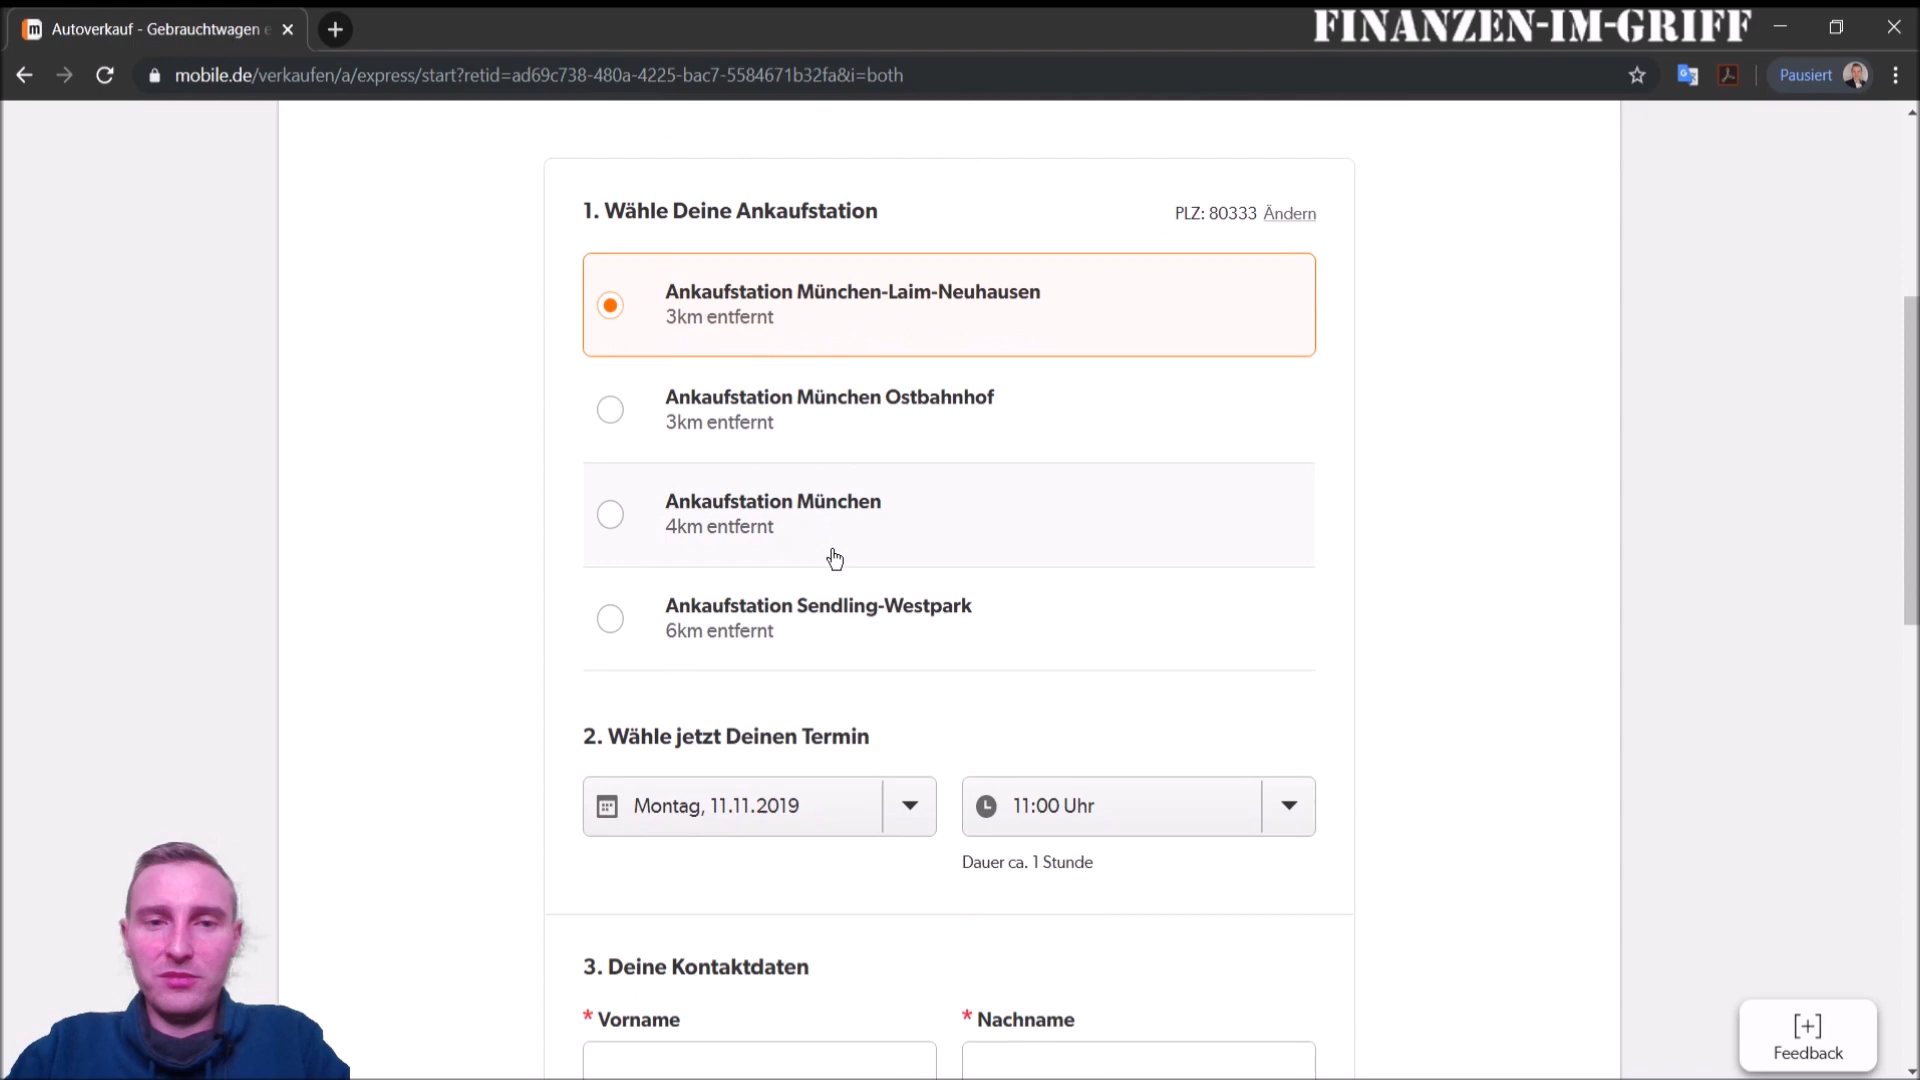 Autoverkauf - Gebrauchtwagen
FINANZEN-IM-GRIFF
mobile.de/verkaufen/a/express/start?retid=ad69c738-480a-4225-bac7-5584671b32fa&i=both
Pausiert
1. Wähle Deine Ankaufstation
PLZ: 80333 Ändern
Ankaufstation München-Laim-Neuhausen
3km entfernt
Ankaufstation München Ostbahnhof
3km entfernt
Ankaufstation München
4km entfernt
Ankaufstation Sendling-Westpark
6km entfernt
2. Wähle jetzt Deinen Termin
Montag, 11.11.2019
11:00 Uhr
Dauer ca. 1 Stunde
3. Deine Kontaktdaten
* Vorname
* Nachname
[+]
Feedback